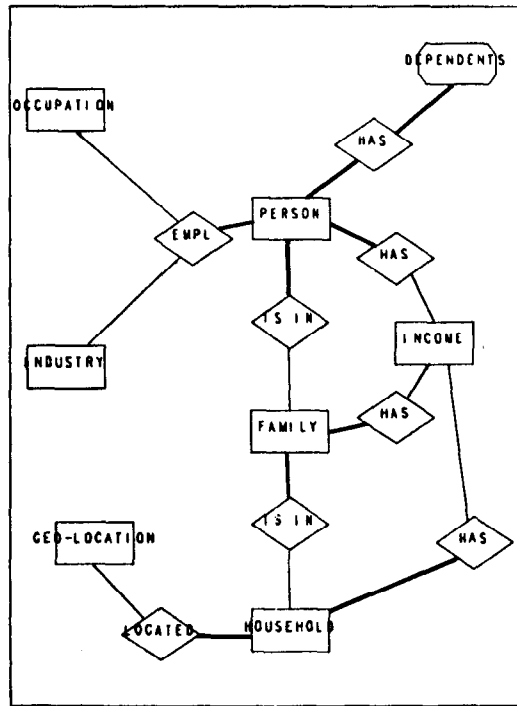 DEPENDENTS
OCCUPATION
HAS
PERSON
EMPL
HAS
IS IN
INCOME
INDUSTRY
HAS
FAMILY
IS IN
GEO-LOCATION
HAS
LOCATED
HOUSEHOLD